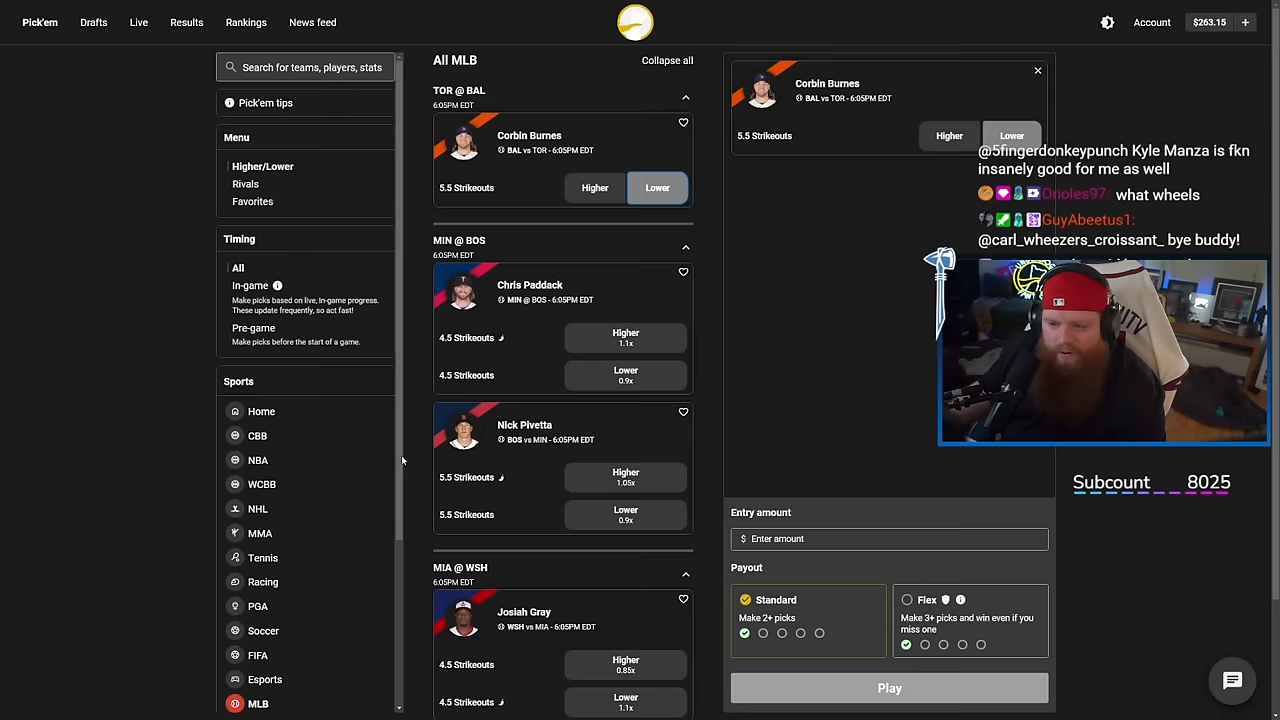 Pick'em
Drafts
Live
Results
Rankings
News feed
Account
$263.15
+
Search for teams, players, stats
Pick'em tips
Menu
Higher/Lower
Rivals
Favorites
Timing
All
In-game
Make picks based on live, in-game progress.
These update frequently, so act fast!
Pre-game
Make picks before the start of a game.
Sports
Home
CBB
NBA
WCBB
NHL
MMA
Tennis
Racing
PGA
Soccer
FIFA
Esports
MLB
All MLB
Collapse all
TOR @ BAL
6:05PM EDT
Corbin Burnes
BAL vs TOR - 6:05PM EDT
5.5 Strikeouts
Higher
Lower
MIN @ BOS
6:05PM EDT
Chris Paddack
MIN @ BOS - 6:05PM EDT
4.5 Strikeouts
Higher
1.1x
4.5 Strikeouts
Lower
0.9x
Nick Pivetta
BOS vs MIN - 6:05PM EDT
5.5 Strikeouts
Higher
1.05x
5.5 Strikeouts
Lower
0.9x
MIA @ WSH
6:05PM EDT
Josiah Gray
WSH vs MIA - 6:05PM EDT
4.5 Strikeouts
Higher
0.85x
4.5 Strikeouts
Lower
1.1x
Corbin Burnes
BAL vs TOR - 6:05PM EDT
5.5 Strikeouts
Higher
Lower
Entry amount
$ Enter amount
Payout
Standard
Make 2+ picks
Flex
Make 3+ picks and win even if you
miss one
Play
@5fingerdonkeypunch Kyle Manza is fkn
insanely good for me as well
Orioles97: what wheels
GuyAbeetus1:
@carl_wheezers_croissant_ bye buddy!
Subcount 8025